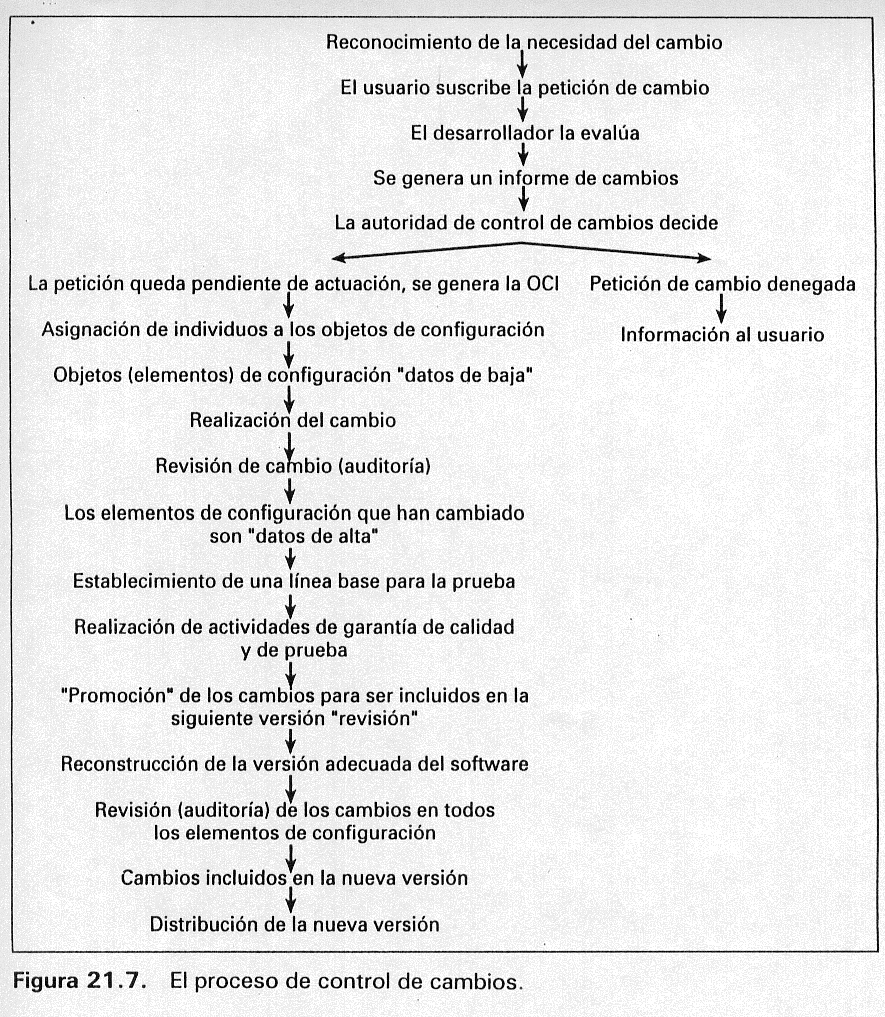 Reconocimiento de la necesidad del cambio
El usuario suscribe la petición de cambio
El desarrollador la evalúa
Se genera un informe de cambios
La autoridad de control de cambios decide
La petición queda pendiente de actuación, se genera la OCI
Petición de cambio denegada
Asignación de individuos a los objetos de configuración
Información al usuario
Objetos (elementos) de configuración "datos de baja"
Realización del cambio
Revisión de cambio (auditoría)
Los elementos de configuración que han cambiado
son "datos de alta"
Establecimiento de una línea base para la prueba
Realización de actividades de garantía de calidad
y de prueba
"Promoción" de los cambios para ser incluidos en la
siguiente versión "revisión"
Reconstrucción de la versión adecuada del software
Revisión (auditoría) de los cambios en todos
los elementos de configuración
Cambios incluidos en la nueva versión
Distribución de la nueva versión
Figura 21.7. El proceso de control de cambios.